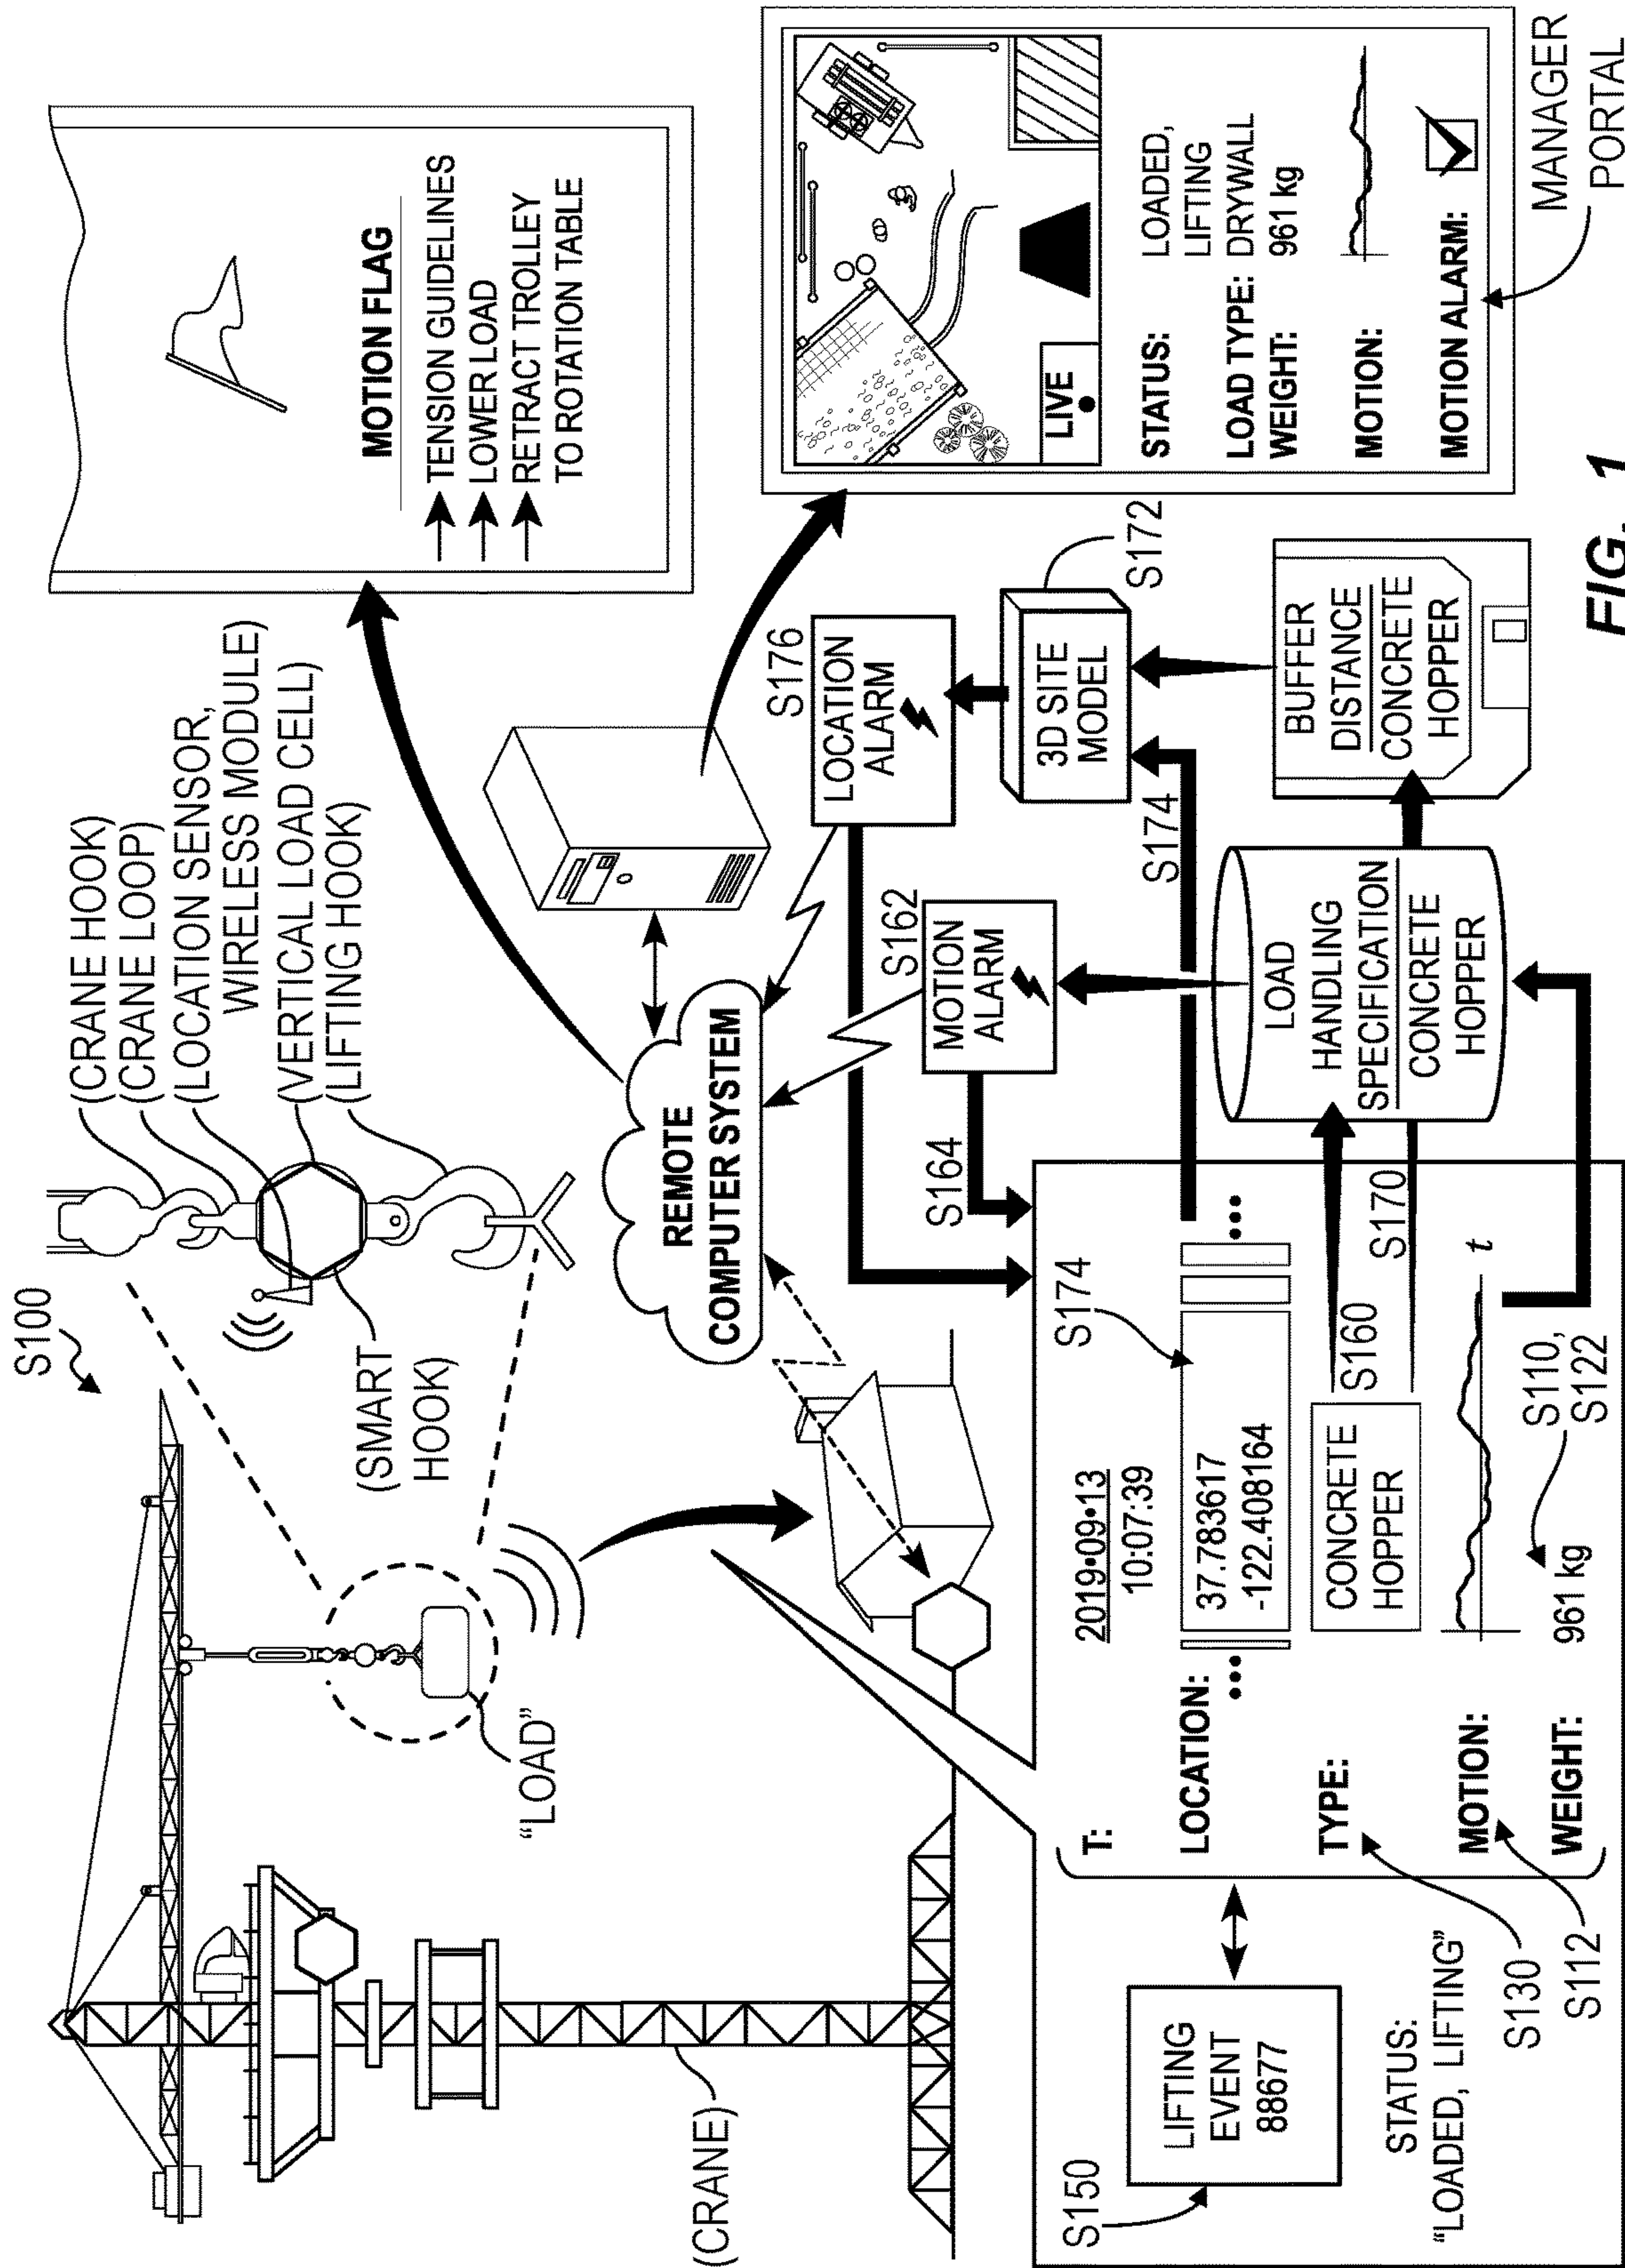 S100
(CRANE HOOK)
(CRANE LOOP)
(LOCATION SENSOR,
WIRELESS MODULE)
(VERTICAL LOAD CELL)
(LIFTING HOOK)
(SMART
HOOK)
"LOAD"
(CRANE)
MOTION FLAG
TENSION GUIDELINES
LOWER LOAD
RETRACT TROLLEY
TO ROTATION TABLE
REMOTE
COMPUTER SYSTEM
LIVE
STATUS: LOADED,
LIFTING
LOAD TYPE: DRYWALL
WEIGHT: 961 kg
MOTION:
MOTION ALARM:
MANAGER
PORTAL
S176
LOCATION
ALARM
S162
MOTION
ALARM
S164
S172
3D SITE
MODEL
S174
LOAD
HANDLING
SPECIFICATION
CONCRETE
HOPPER
BUFFER
DISTANCE
CONCRETE
HOPPER
S150
LIFTING
EVENT
88677
STATUS:
"LOADED, LIFTING"
T: 2019•09•13
10:07:39
S174
LOCATION: 37.783617
-122.408164
TYPE: CONCRETE
HOPPER
S160
S170
S130
MOTION: t
S112
WEIGHT: 961 kg
S110,
S122
FIG. 1